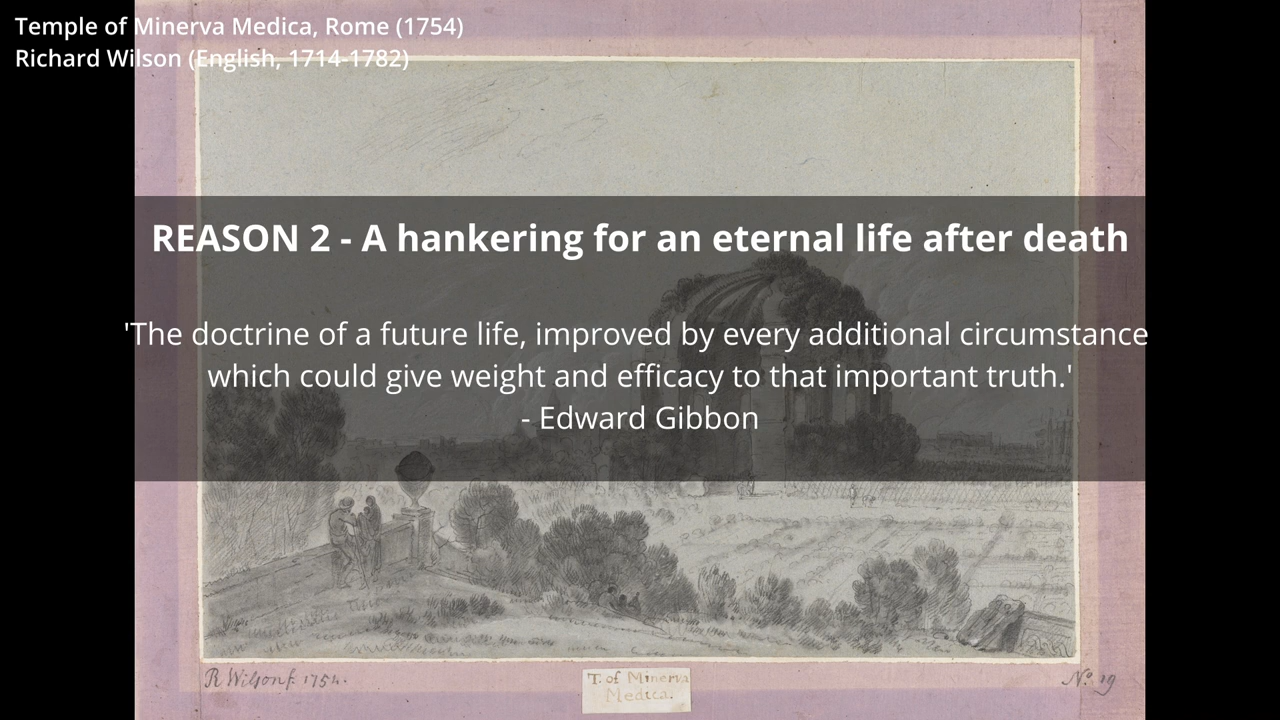 Temple of Minerva Medica, Rome (1754)
Richard Wilson (English, 1714-1782)
REASON 2 - A hankering for an eternal life after death
'The doctrine of a future life, improved by every additional circumstance
which could give weight and efficacy to that important truth.'
- Edward Gibbon
R Wilson f. 1754.
T. of Minerva
Medica.
No. 19